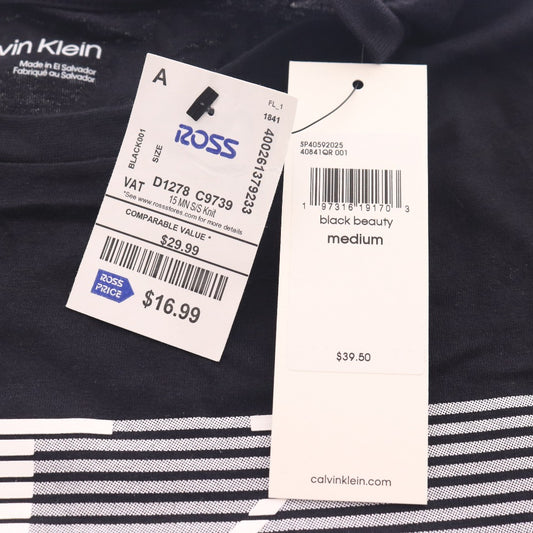 vin Klein
Made in El Salvador
Fabriqué au Salvador
A
FL_1
1841
ROSS
BLACK001
SIZE
400261379233
VAT D1278 C9739
15 MN S/S Knit
*See www.rossstores.com for more details
COMPARABLE VALUE *
$29.99
ROSS
PRICE
$16.99
SP40592025
40841QR 001
1 97316 19170 3
black beauty
medium
$39.50
calvinklein.com